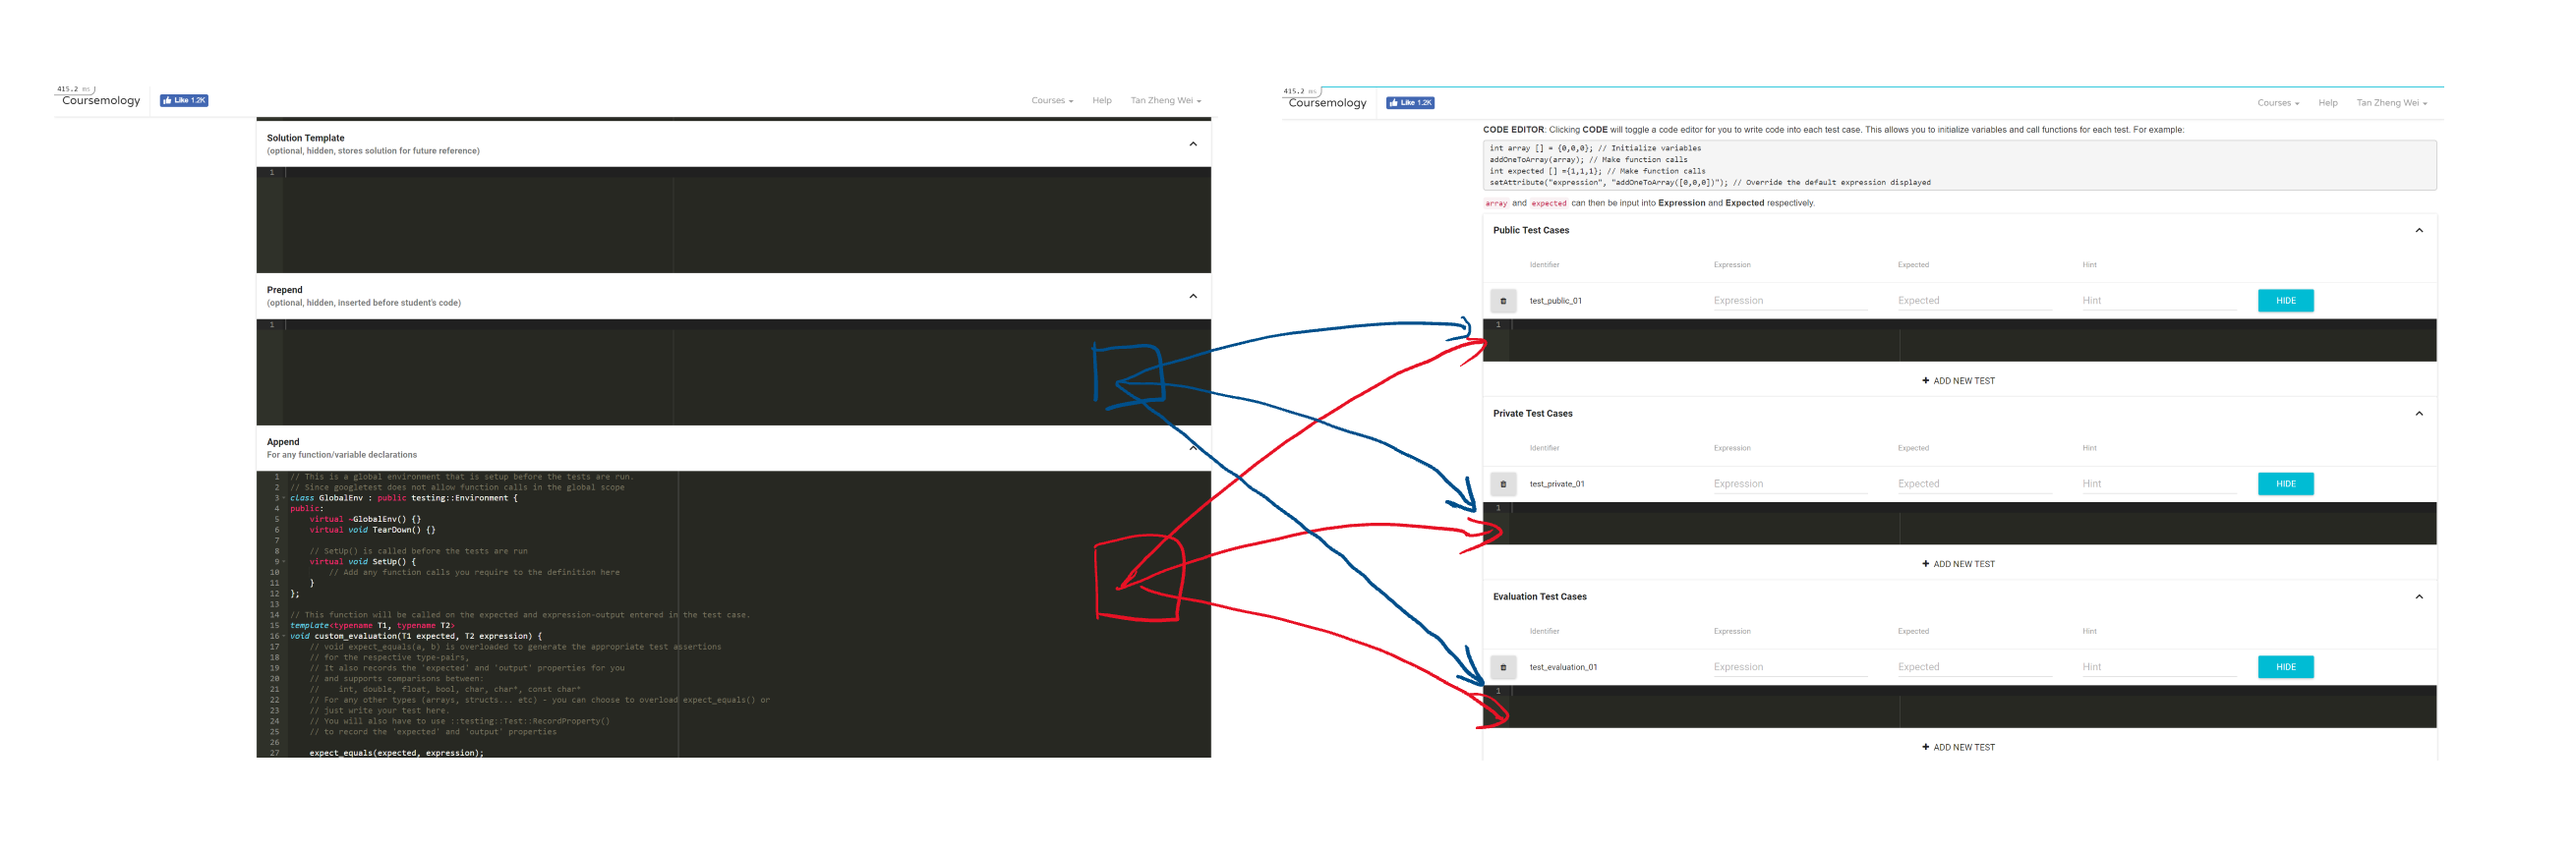 415.2 ms
Coursemology
Like 1.2K
Courses
Help
Tan Zheng Wei
Solution Template
(optional, hidden, stores solution for future reference)
1
Prepend
(optional, hidden, inserted before student's code)
1
Append
For any function/variable declarations
1 // This is a global environment that is setup before the tests are run.
2 // Since googletest does not allow function calls in the global scope
3 class GlobalEnv : public testing::Environment {
4 public:
5 virtual ~GlobalEnv() {}
6 virtual void TearDown() {}
7
8 // SetUp() is called before the tests are run
9 virtual void SetUp() {
10 // Add any function calls you require to the definition here
11 }
12 };
13
14 // This function will be called on the expected and expression-output entered in the test case.
15 template<typename T1, typename T2>
16 void custom_evaluation(T1 expected, T2 expression) {
17 // void expect_equals(a, b) is overloaded to generate the appropriate test assertions
18 // for the respective type-pairs,
19 // It also records the 'expected' and 'output' properties for you
20 // and supports comparisons between:
21 // int, double, float, bool, char, char*, const char*
22 // For any other types (arrays, structs... etc) - you can choose to overload expect_equals() or
23 // just write your test here.
24 // You will also have to use ::testing::Test::RecordProperty()
25 // to record the 'expected' and 'output' properties
26
27 expect_equals(expected, expression);
415.2 ms
Coursemology
Like 1.2K
Courses
Help
Tan Zheng Wei
CODE EDITOR: Clicking CODE will toggle a code editor for you to write code into each test case. This allows you to initialize variables and call functions for each test. For example:
int array [] = {0,0,0}; // Initialize variables
addOneToArray(array); // Make function calls
int expected [] ={1,1,1}; // Make function calls
setAttribute("expression", "addOneToArray([0,0,0])"); // Override the default expression displayed
array and expected can then be input into Expression and Expected respectively.
Public Test Cases
Identifier Expression Expected Hint
test_public_01 Expression Expected Hint HIDE
1
+ ADD NEW TEST
Private Test Cases
Identifier Expression Expected Hint
test_private_01 Expression Expected Hint HIDE
1
+ ADD NEW TEST
Evaluation Test Cases
Identifier Expression Expected Hint
test_evaluation_01 Expression Expected Hint HIDE
1
+ ADD NEW TEST